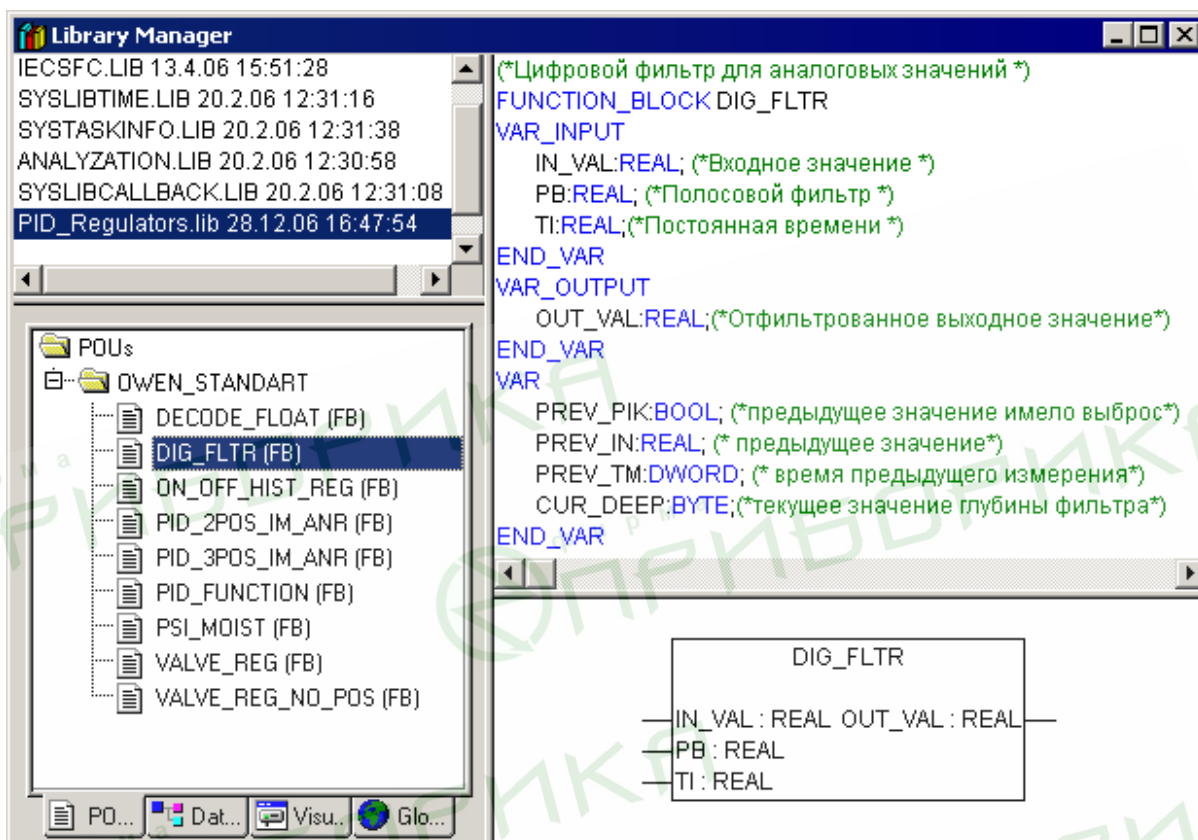 Library Manager
IECSFC.LIB 13.4.06 15:51:28
SYSLIBTIME.LIB 20.2.06 12:31:16
SYSTASKINFO.LIB 20.2.06 12:31:38
ANALYZATION.LIB 20.2.06 12:30:58
SYSLIBCALLBACK.LIB 20.2.06 12:31:08
PID_Regulators.lib 28.12.06 16:47:54
POUs
OWEN_STANDART
DECODE_FLOAT (FB)
DIG_FLTR (FB)
ON_OFF_HIST_REG (FB)
PID_2POS_IM_ANR (FB)
PID_3POS_IM_ANR (FB)
PID_FUNCTION (FB)
PSI_MOIST (FB)
VALVE_REG (FB)
VALVE_REG_NO_POS (FB)
PO... Dat... Visu.. Glo...
(*Цифровой фильтр для аналоговых значений *)
FUNCTION_BLOCK DIG_FLTR
VAR_INPUT
IN_VAL:REAL; (*Входное значение *)
PB:REAL; (*Полосовой фильтр *)
TI:REAL;(*Постоянная времени *)
END_VAR
VAR_OUTPUT
OUT_VAL:REAL;(*Отфильтрованное выходное значение*)
END_VAR
VAR
PREV_PIK:BOOL; (*предыдущее значение имело выброс*)
PREV_IN:REAL; (* предыдущее значение*)
PREV_TM:DWORD; (* время предыдущего измерения*)
CUR_DEEP:BYTE;(*текущее значение глубины фильтра*)
END_VAR
DIG_FLTR
IN_VAL : REAL OUT_VAL : REAL
PB : REAL
TI : REAL
фирма
ПРИБОРИКА